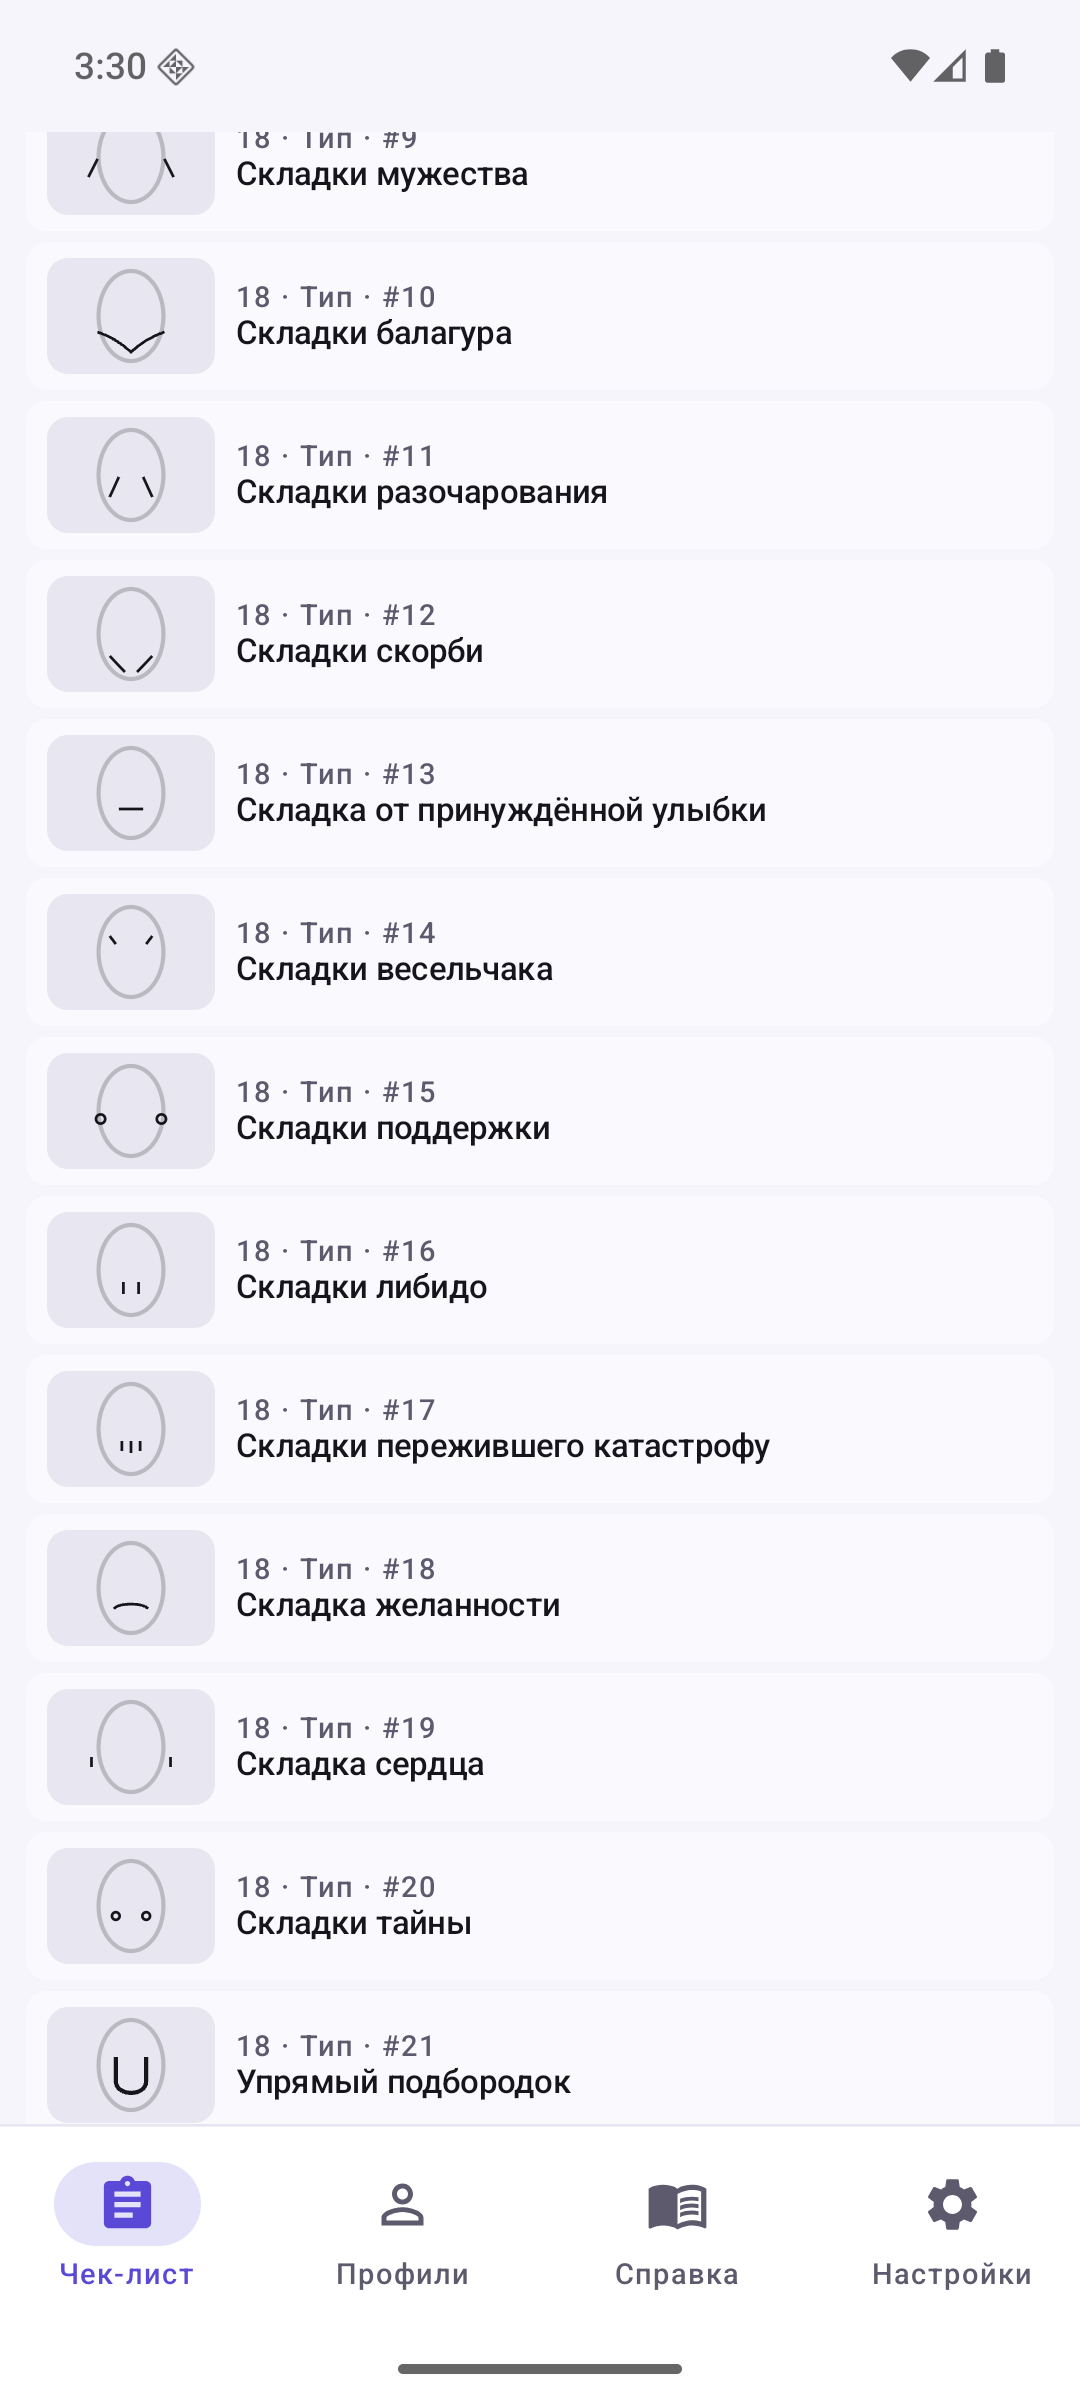 3:30
18 · Тип · #9
Складки мужества
18 · Тип · #10
Складки балагура
18 · Тип · #11
Складки разочарования
18 · Тип · #12
Складки скорби
18 · Тип · #13
Складка от принуждённой улыбки
18 · Тип · #14
Складки весельчака
18 · Тип · #15
Складки поддержки
18 · Тип · #16
Складки либидо
18 · Тип · #17
Складки пережившего катастрофу
18 · Тип · #18
Складка желанности
18 · Тип · #19
Складка сердца
18 · Тип · #20
Складки тайны
18 · Тип · #21
Упрямый подбородок
Чек-лист
Профили
Справка
Настройки